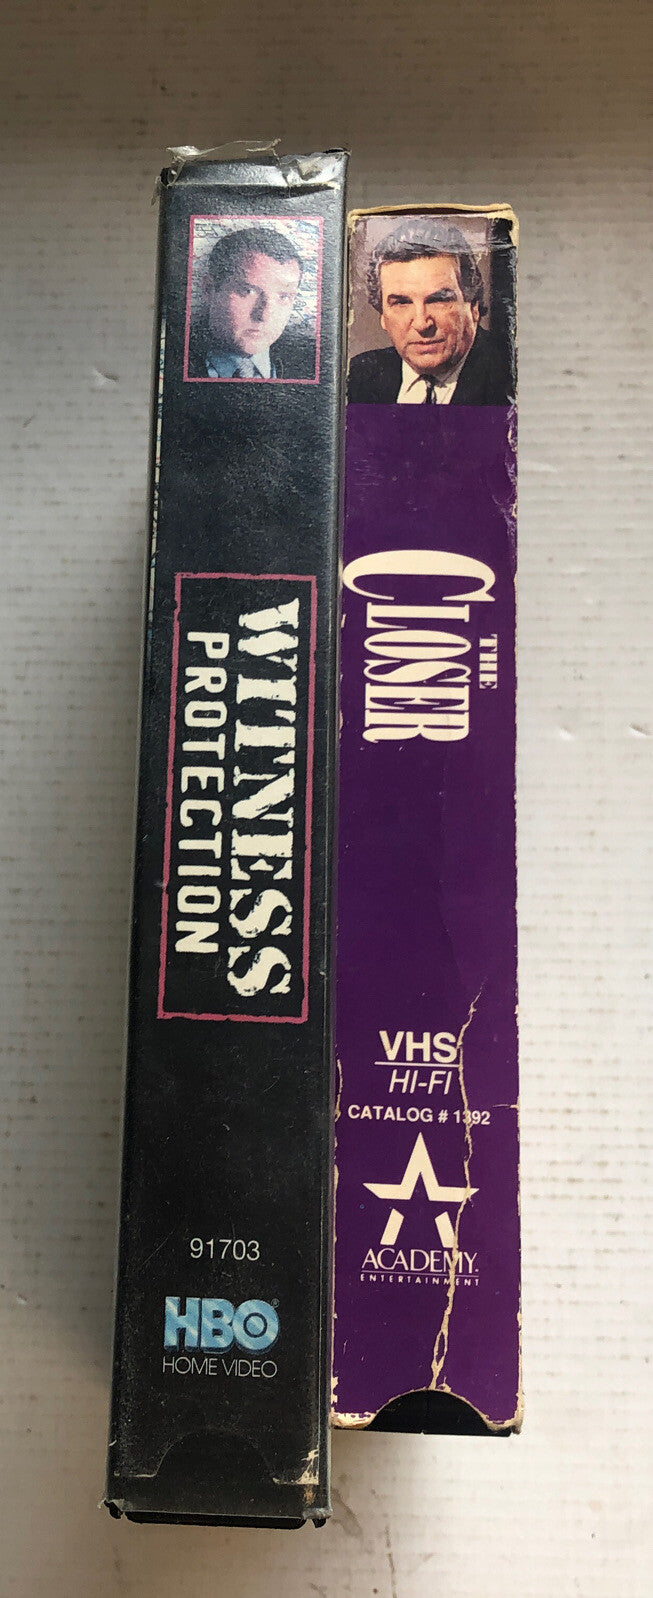 WITNESS
PROTECTION
91703
HBO®
HOME VIDEO
THE
CLOSER
VHS
HI-FI
CATALOG # 1392
ACADEMY
ENTERTAINMENT